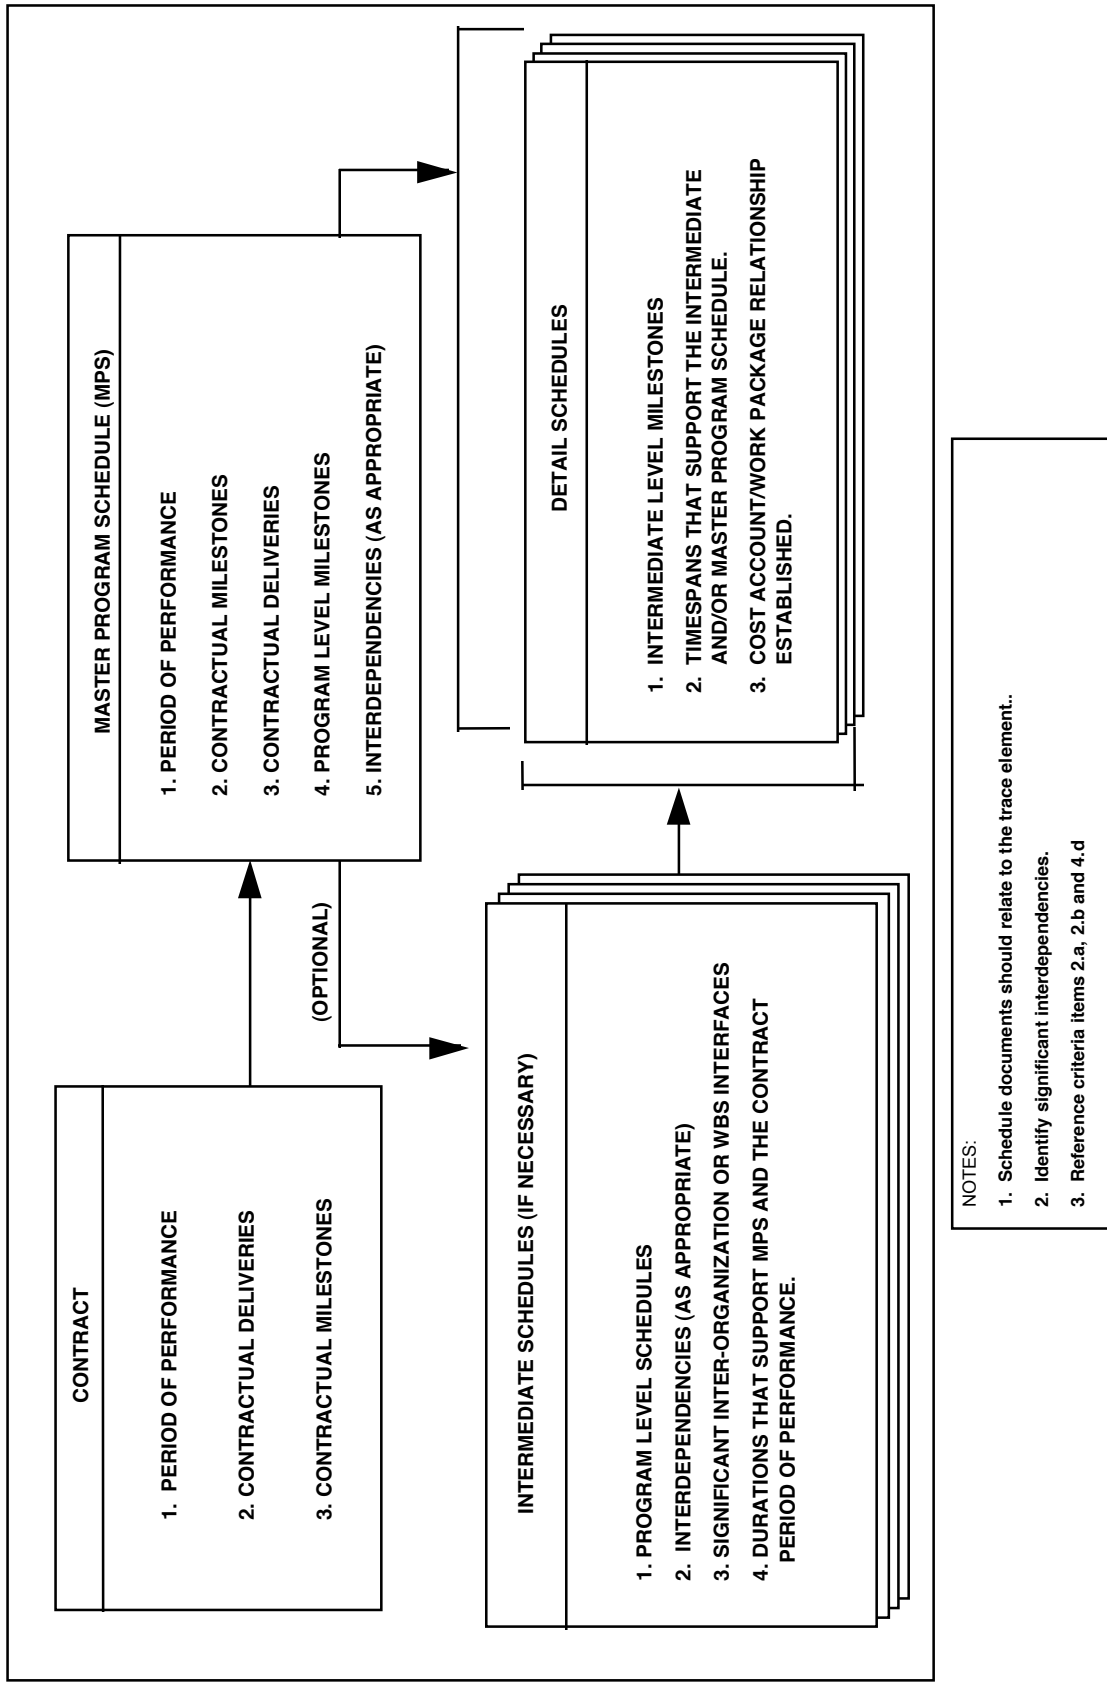 CONTRACT
1. PERIOD OF PERFORMANCE
2. CONTRACTUAL DELIVERIES
3. CONTRACTUAL MILESTONES
MASTER PROGRAM SCHEDULE (MPS)
1. PERIOD OF PERFORMANCE
2. CONTRACTUAL MILESTONES
3. CONTRACTUAL DELIVERIES
4. PROGRAM LEVEL MILESTONES
5. INTERDEPENDENCIES (AS APPROPRIATE)
(OPTIONAL)
INTERMEDIATE SCHEDULES (IF NECESSARY)
1. PROGRAM LEVEL SCHEDULES
2. INTERDEPENDENCIES (AS APPROPRIATE)
3. SIGNIFICANT INTER-ORGANIZATION OR WBS INTERFACES
4. DURATIONS THAT SUPPORT MPS AND THE CONTRACT
PERIOD OF PERFORMANCE.
DETAIL SCHEDULES
1. INTERMEDIATE LEVEL MILESTONES
2. TIMESPANS THAT SUPPORT THE INTERMEDIATE
AND/OR MASTER PROGRAM SCHEDULE.
3. COST ACCOUNT/WORK PACKAGE RELATIONSHIP
ESTABLISHED.
NOTES:
1. Schedule documents should relate to the trace element..
2. Identify significant interdependencies.
3. Reference criteria items 2.a, 2.b and 4.d